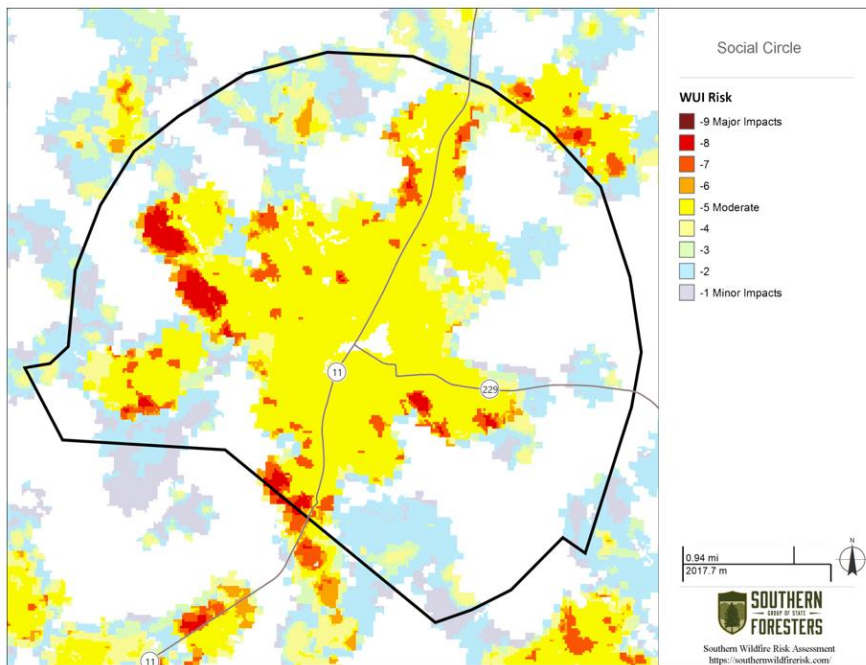 Social Circle
WUI Risk
-9 Major Impacts
-8
-7
-6
-5 Moderate
-4
-3
-2
-1 Minor Impacts
11
229
11
0.94 mi
2017.7 m
N
SOUTHERN
GROUP OF STATE
FORESTERS
Southern Wildfire Risk Assessment
https://southernwildfirerisk.com/